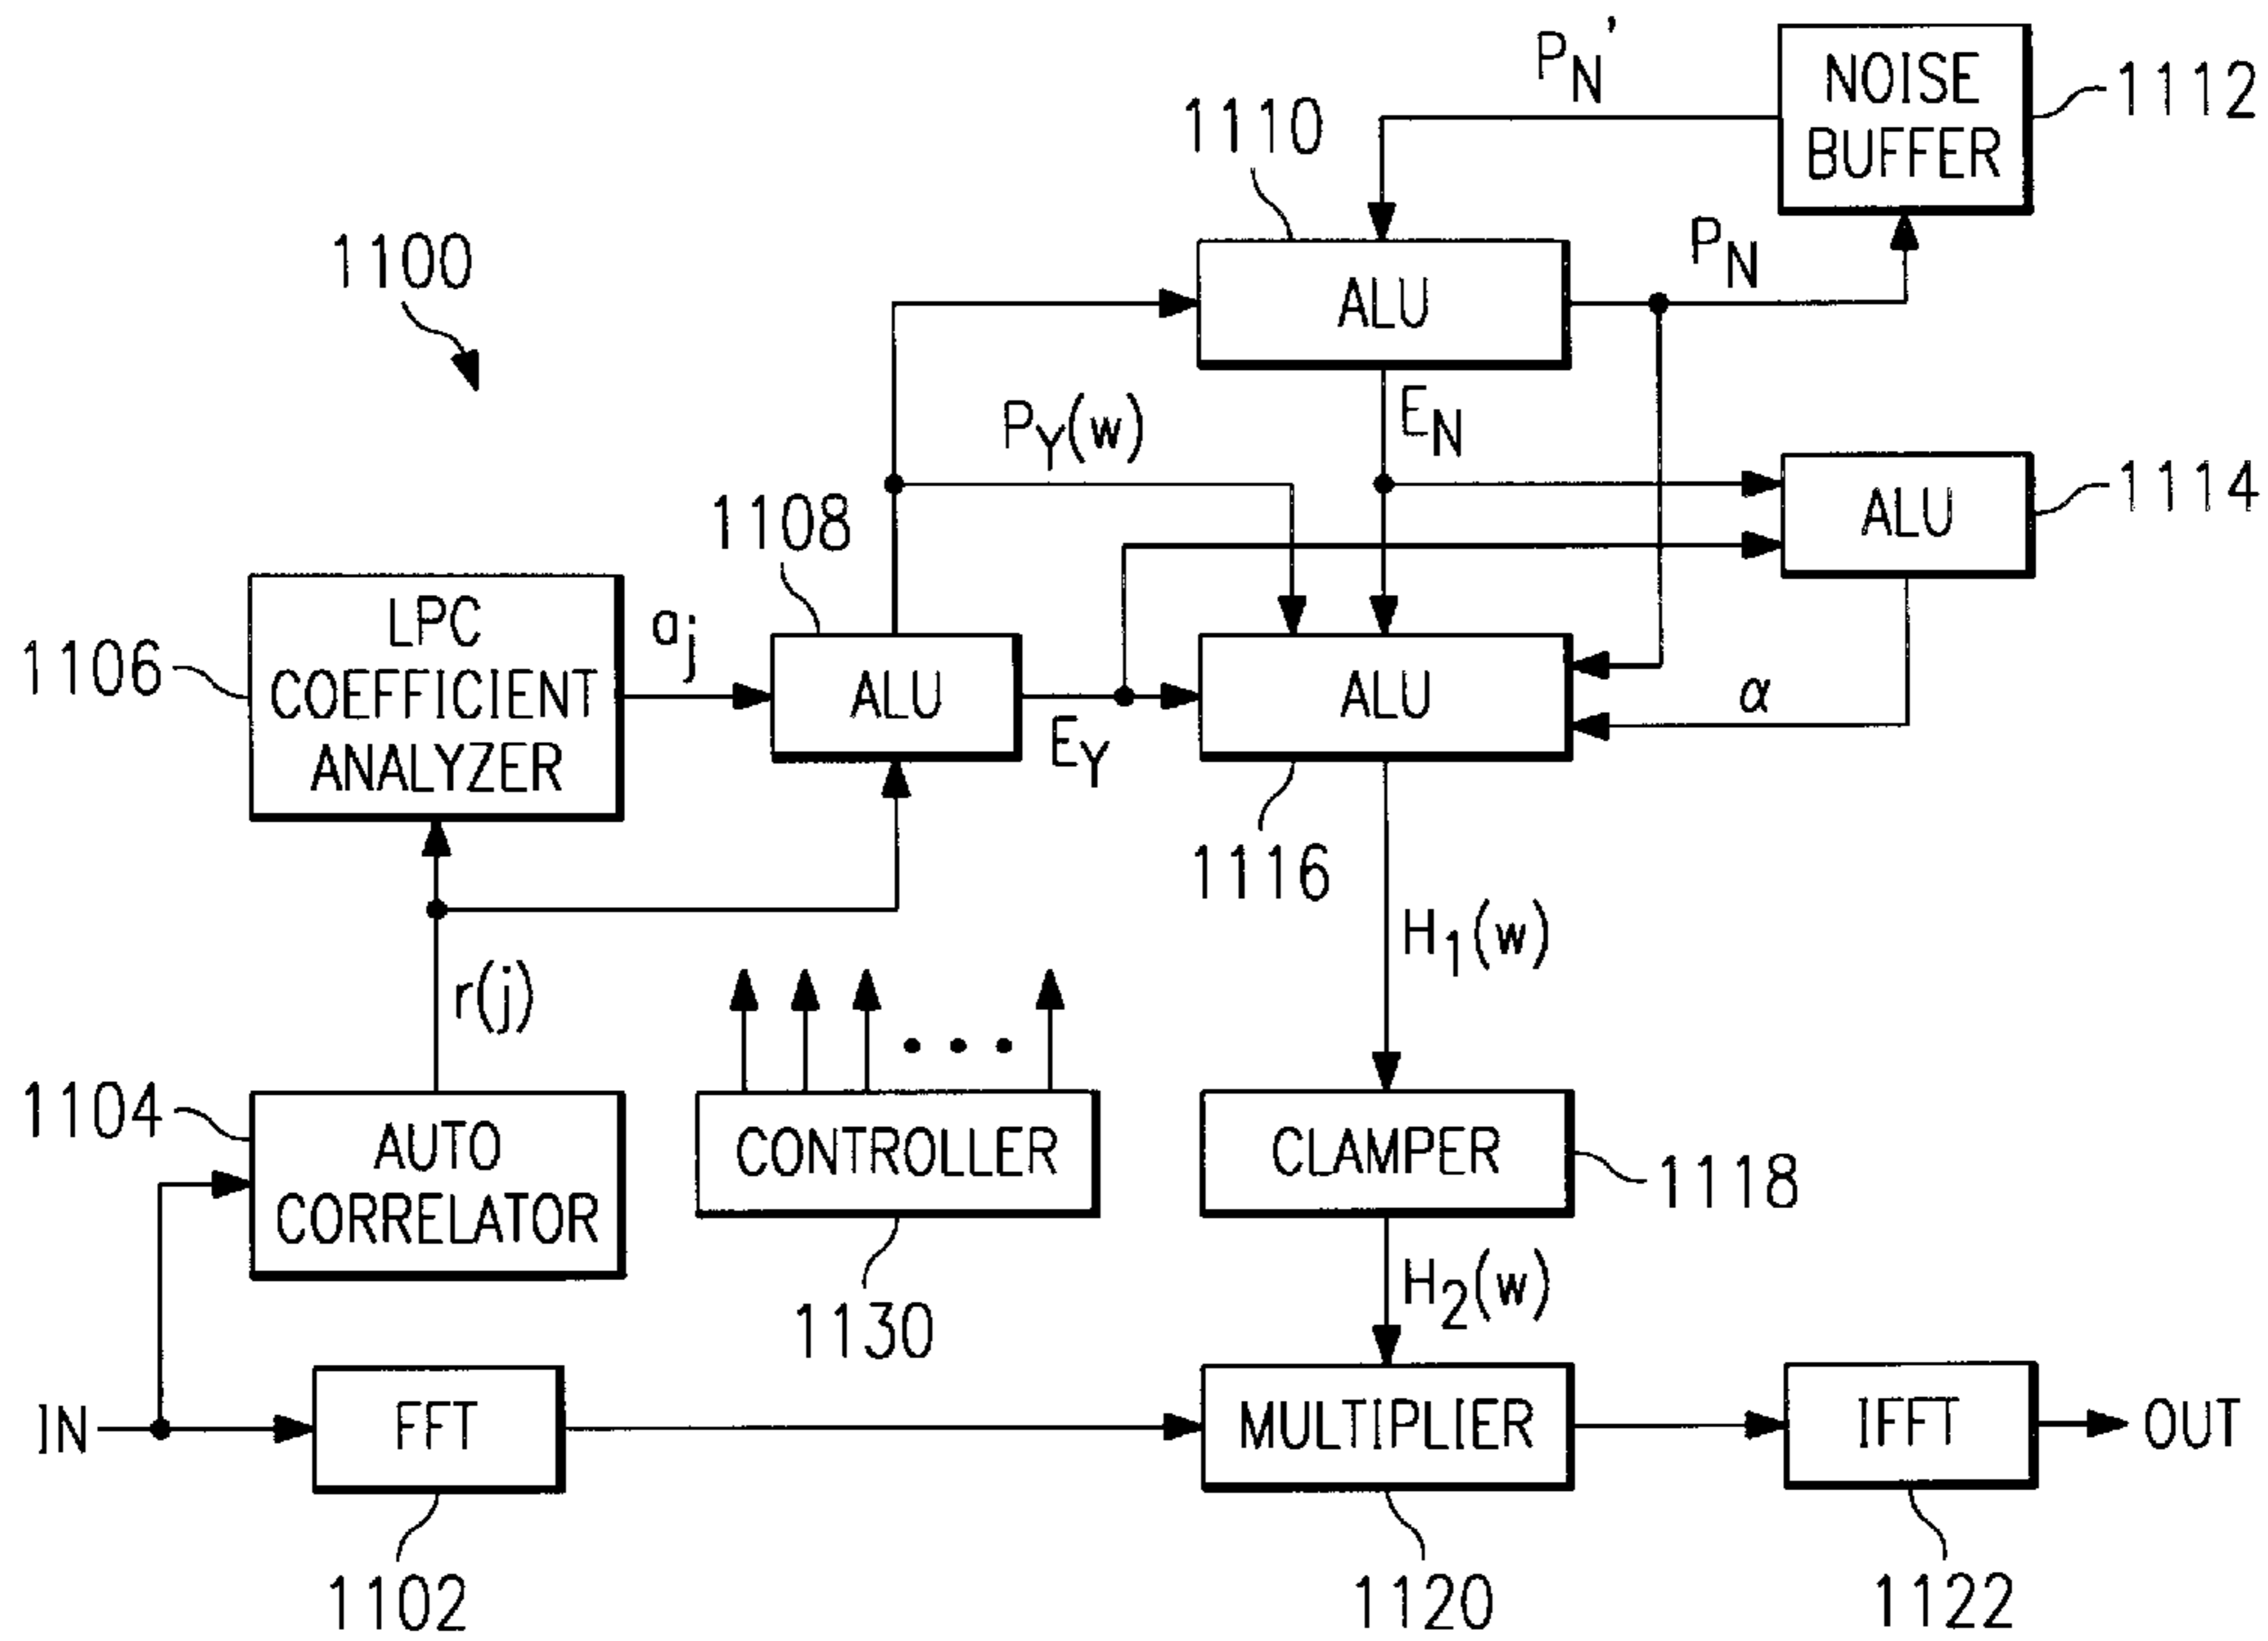 P_N'
NOISE
BUFFER
1112
1110
1100
ALU
P_N
P_Y(w)
E_N
1108
ALU
1114
1106
LPC
COEFFICIENT
ANALYZER
a_j
ALU
E_Y
ALU
α
1116
H_1(w)
r(j)
1104
AUTO
CORRELATOR
CONTROLLER
CLAMPER
1118
1130
H_2(w)
IN
FFT
MULTIPLIER
IFFT
OUT
1102
1120
1122